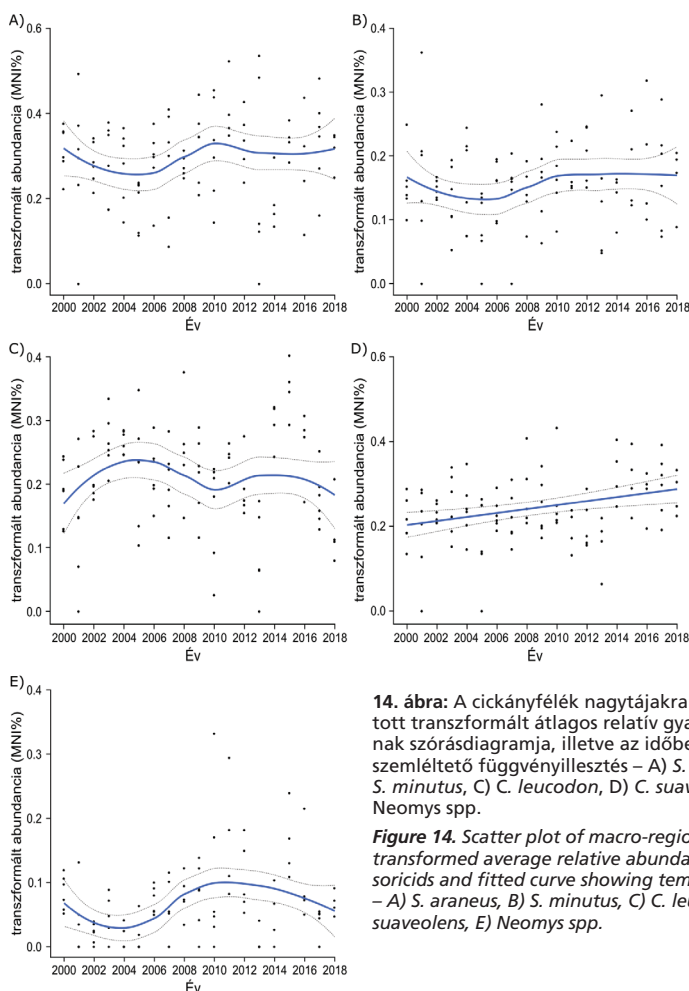 A)
transzformált abundancia (MNI%)
0.6
0.4
0.2
0.0
2000 2002 2004 2006 2008 2010 2012 2014 2016 2018
Év
B)
transzformált abundancia (MNI%)
0.4
0.3
0.2
0.1
0.0
2000 2002 2004 2006 2008 2010 2012 2014 2016 2018
Év
C)
transzformált abundancia (MNI%)
0.4
0.3
0.2
0.1
0.0
2000 2002 2004 2006 2008 2010 2012 2014 2016 2018
Év
D)
transzformált abundancia (MNI%)
0.6
0.4
0.2
0.0
2000 2002 2004 2006 2008 2010 2012 2014 2016 2018
Év
E)
transzformált abundancia (MNI%)
0.4
0.3
0.2
0.1
0.0
2000 2002 2004 2006 2008 2010 2012 2014 2016 2018
Év
14. ábra: A cickányfélék nagytájakra
tott transzformált átlagos relatív gya
nak szórásdiagramja, illetve az időbe
szemléltető függvényillesztés – A) S.
S. minutus, C) C. leucodon, D) C. suav
Neomys spp.
Figure 14. Scatter plot of macro-regio
transformed average relative abunda
soricids and fitted curve showing tem
– A) S. araneus, B) S. minutus, C) C. leu
suaveolens, E) Neomys spp.